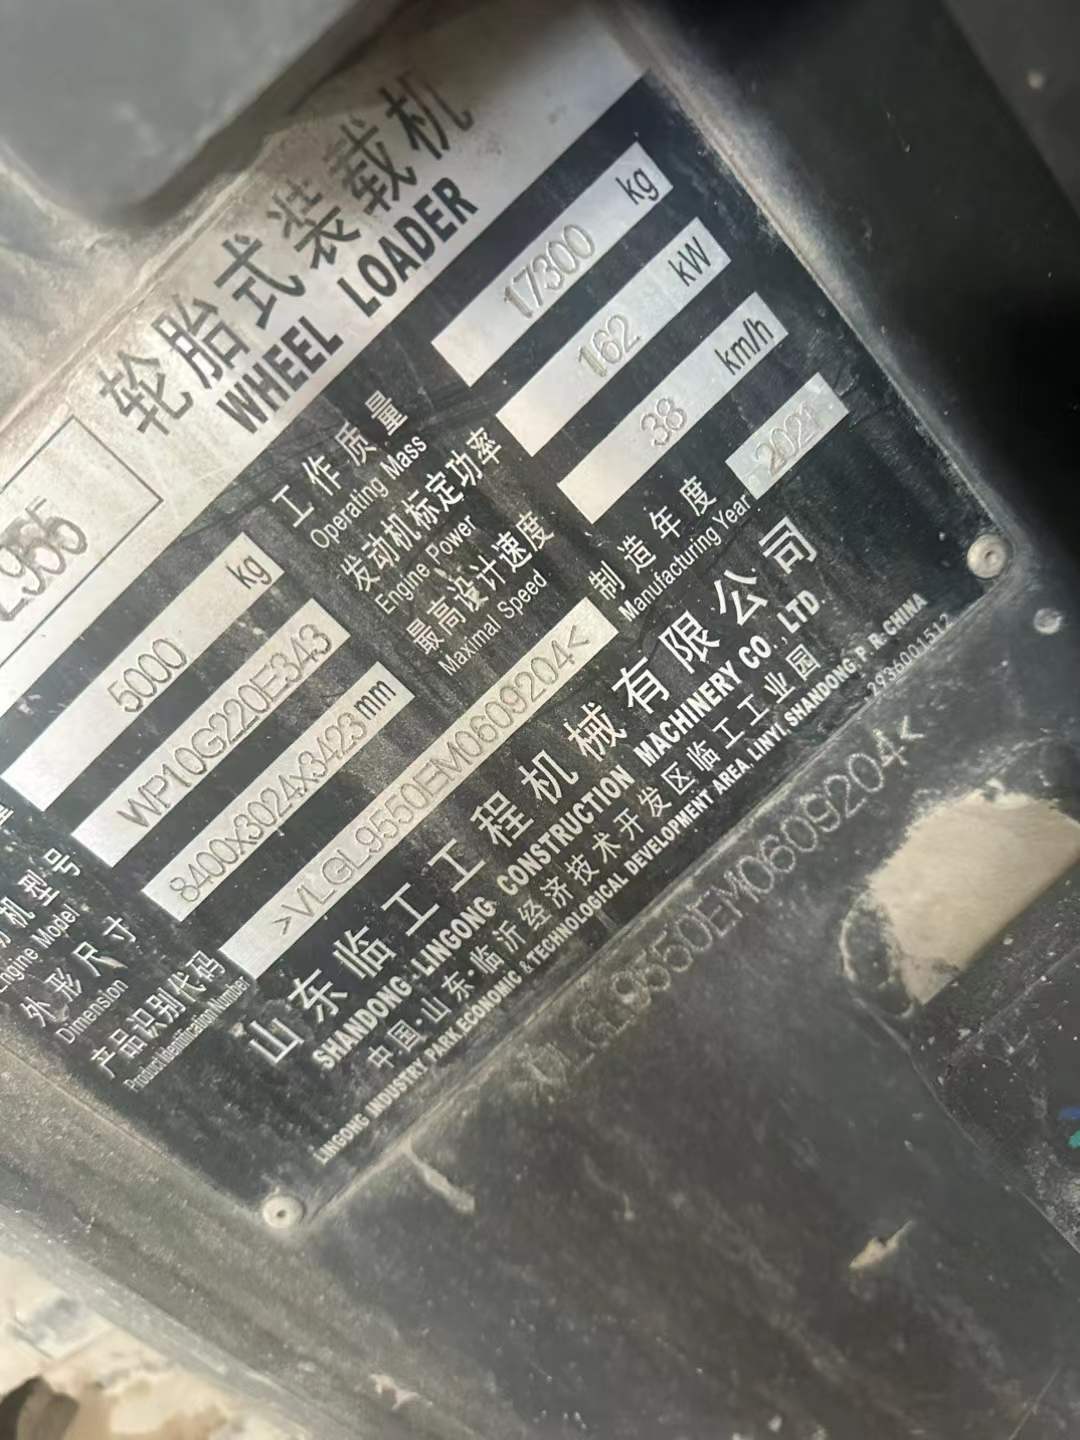 轮胎式装载机
WHEEL LOADER
L955
5000 kg
工作质量
Operating Mass
17300 kg
发动机型号
Engine Model
WP10G220E343
发动机标定功率
Engine Power
162 kW
外形尺寸
Dimension
8400x3024x3423 mm
最高设计速度
Maximal Speed
38 km/h
产品识别代码
Product Identification Number
>VLGL9550EM0609204<
制造年度
Manufacturing Year
2021
山东临工工程机械有限公司
SHANDONG LINGONG CONSTRUCTION MACHINERY CO., LTD
中国·山东·临沂经济技术开发区临工工业园
LINGONG INDUSTRY PARK, ECONOMIC & TECHNOLOGICAL DEVELOPMENT AREA, LINYI, SHANDONG, P. R. CHINA
2936001512
VLGL9550EM0609204<